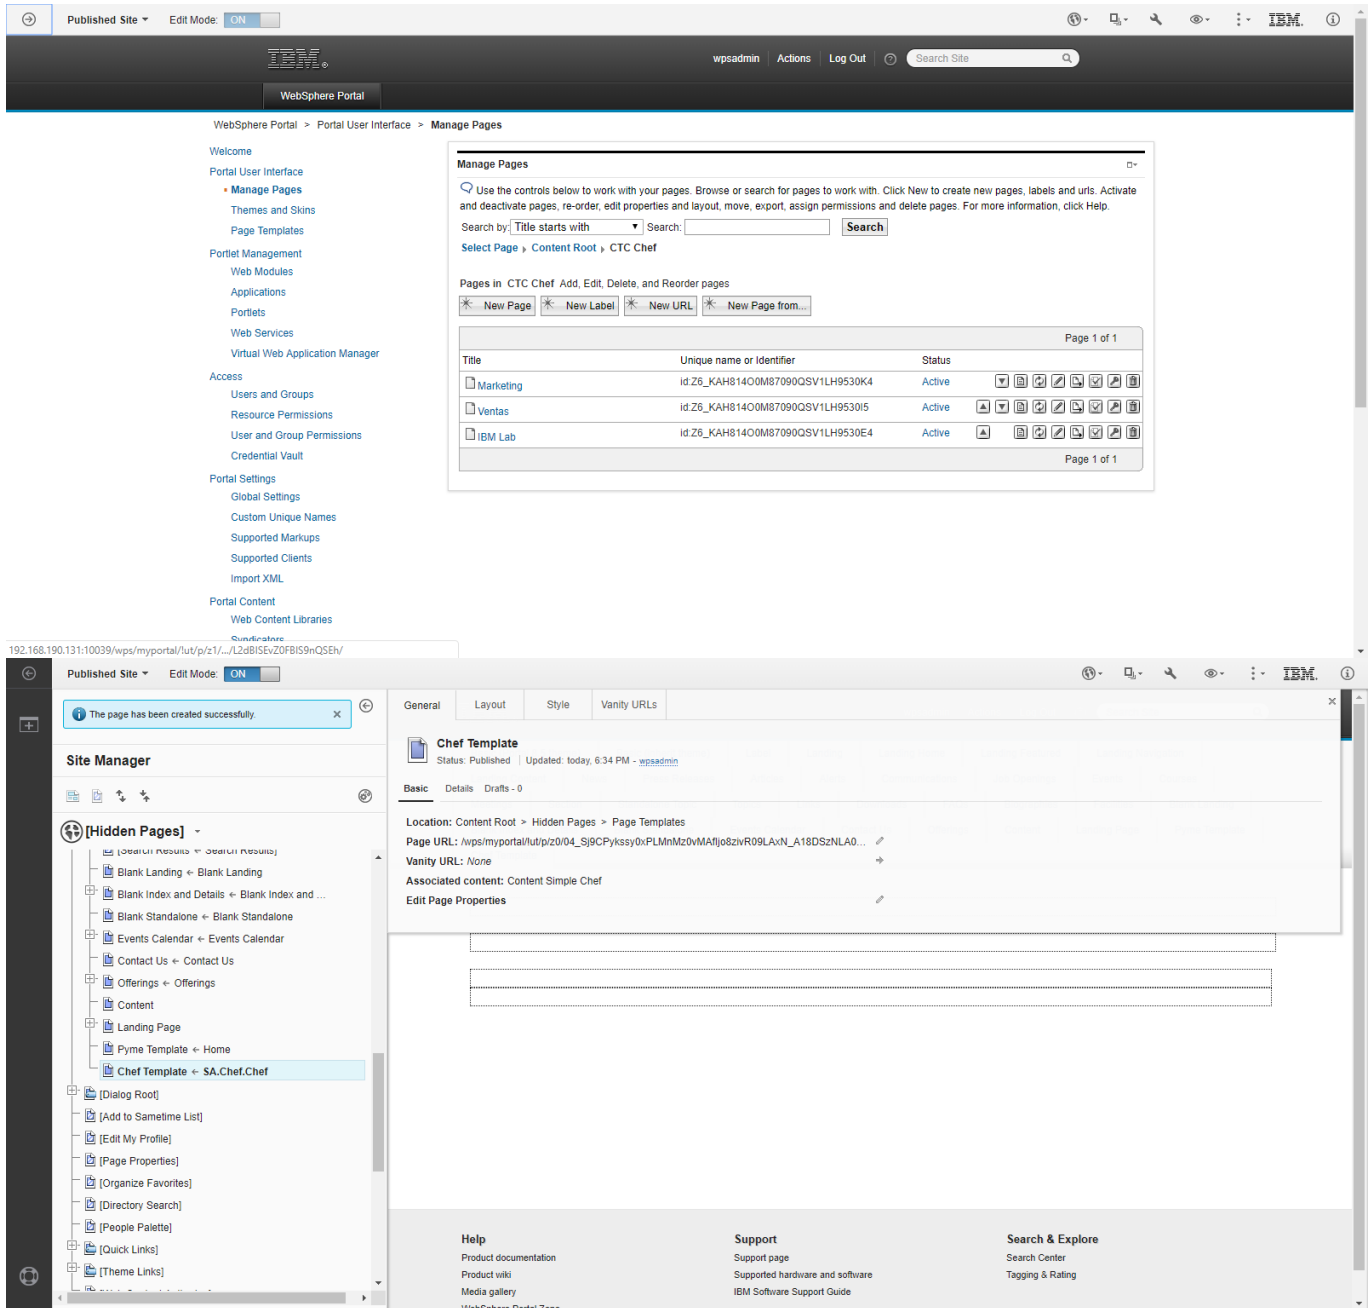 Published Site
Edit Mode: ON
IBM.
IBM
wpsadmin Actions Log Out Search Site
WebSphere Portal
WebSphere Portal > Portal User Interface > Manage Pages
Welcome
Portal User Interface
Manage Pages
Themes and Skins
Page Templates
Portlet Management
Web Modules
Applications
Portlets
Web Services
Virtual Web Application Manager
Access
Users and Groups
Resource Permissions
User and Group Permissions
Credential Vault
Portal Settings
Global Settings
Custom Unique Names
Supported Markups
Supported Clients
Import XML
Portal Content
Web Content Libraries
Syndicators
192.168.190.131:10039/wps/myportal/!ut/p/z1/.../L2dBISEvZ0FBIS9nQSEh/
Manage Pages
Use the controls below to work with your pages. Browse or search for pages to work with. Click New to create new pages, labels and urls. Activate
and deactivate pages, re-order, edit properties and layout, move, export, assign permissions and delete pages. For more information, click Help.
Search by: Title starts with Search: Search
Select Page Content Root CTC Chef
Pages in CTC Chef Add, Edit, Delete, and Reorder pages
New Page New Label New URL New Page from...
Page 1 of 1
Title Unique name or Identifier Status
Marketing id:Z6_KAH814O0M87090QSV1LH9530K4 Active
Ventas id:Z6_KAH814O0M87090QSV1LH9530I5 Active
IBM Lab id:Z6_KAH814O0M87090QSV1LH9530E4 Active
Page 1 of 1
Published Site
Edit Mode: ON
IBM.
The page has been created successfully.
Site Manager
[Hidden Pages]
[Search Results ← Search Results]
Blank Landing ← Blank Landing
Blank Index and Details ← Blank Index and ...
Blank Standalone ← Blank Standalone
Events Calendar ← Events Calendar
Contact Us ← Contact Us
Offerings ← Offerings
Content
Landing Page
Pyme Template ← Home
Chef Template ← SA.Chef.Chef
[Dialog Root]
[Add to Sametime List]
[Edit My Profile]
[Page Properties]
[Organize Favorites]
[Directory Search]
[People Palette]
[Quick Links]
[Theme Links]
General Layout Style Vanity URLs
Chef Template
Status: Published Updated: today, 6:34 PM - wpsadmin
Basic Details Drafts - 0
Location: Content Root > Hidden Pages > Page Templates
Page URL: /wps/myportal/!ut/p/z0/04_Sj9CPykssy0xPLMnMz0vMAfIjo8zivR09LAxN_A18DSzNLA0...
Vanity URL: None
Associated content: Content Simple Chef
Edit Page Properties
Help
Product documentation
Product wiki
Media gallery
WebSphere Portal Zone
Support
Support page
Supported hardware and software
IBM Software Support Guide
Search & Explore
Search Center
Tagging & Rating